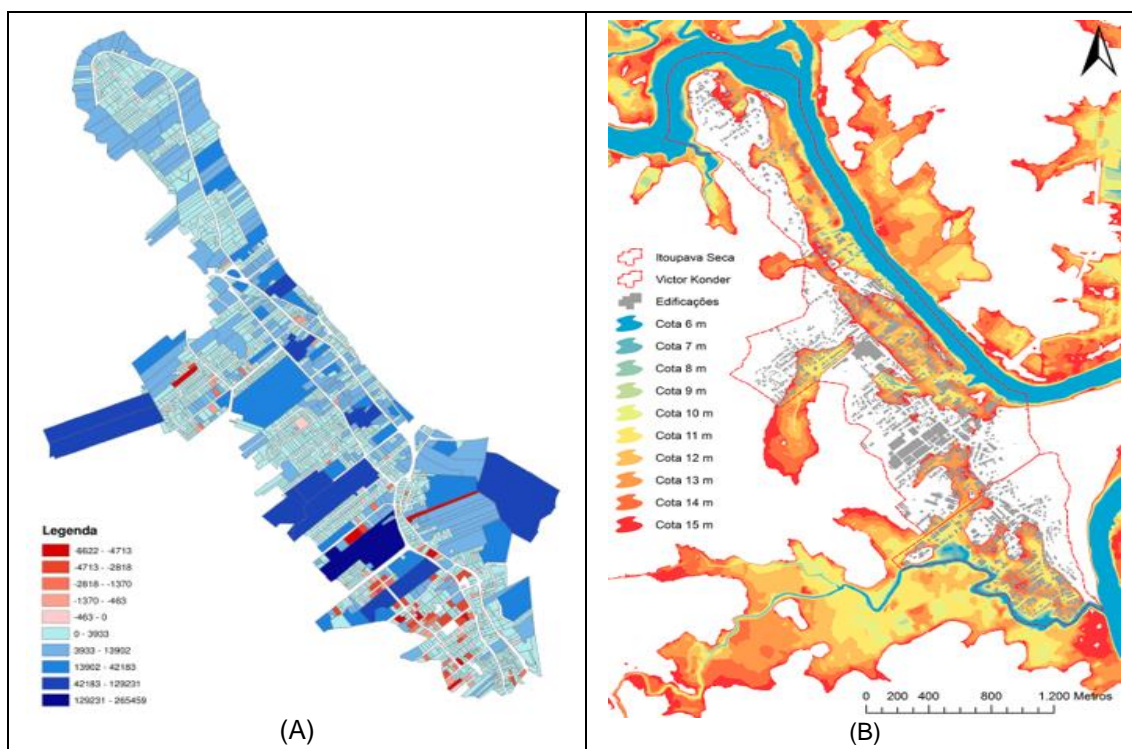 Legenda
-6622 - -4713
-4713 - -2818
-2818 - -1370
-1370 - -463
-463 - 0
0 - 3933
3933 - 13902
13902 - 42183
42183 - 129231
129231 - 265459
(A)
Itoupava Seca
Victor Konder
Edificações
Cota 6 m
Cota 7 m
Cota 8 m
Cota 9 m
Cota 10 m
Cota 11 m
Cota 12 m
Cota 13 m
Cota 14 m
Cota 15 m
0 200 400 800 1.200 Metros
(B)